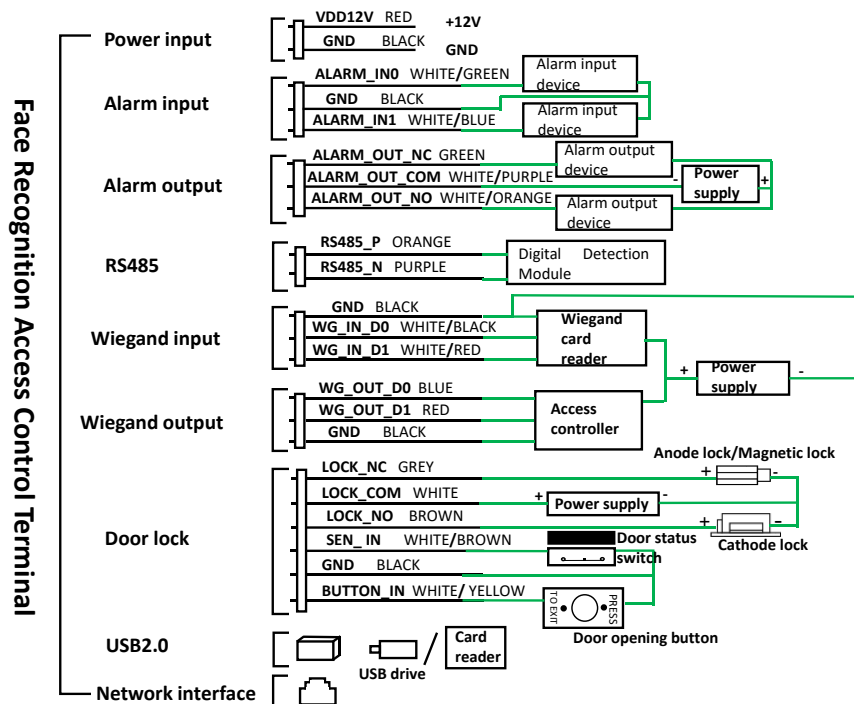 Face Recognition Access Control Terminal
Power input
VDD12V RED +12V
GND BLACK GND
Alarm input
ALARM_IN0 WHITE/GREEN
GND BLACK
ALARM_IN1 WHITE/BLUE
Alarm input
device
Alarm input
device
Alarm output
ALARM_OUT_NC GREEN
ALARM_OUT_COM WHITE/PURPLE
ALARM_OUT_NO WHITE/ORANGE
Alarm output
device
Alarm output
device
- Power +
supply
RS485
RS485_P ORANGE
RS485_N PURPLE
Digital Detection
Module
Wiegand input
GND BLACK
WG_IN_D0 WHITE/BLACK
WG_IN_D1 WHITE/RED
Wiegand
card
reader
+ Power -
supply
Wiegand output
WG_OUT_D0 BLUE
WG_OUT_D1 RED
GND BLACK
Access
controller
Door lock
LOCK_NC GREY
LOCK_COM WHITE
LOCK_NO BROWN
SEN_IN WHITE/BROWN
GND BLACK
BUTTON_IN WHITE/ YELLOW
Anode lock/Magnetic lock
+ -
+ Power supply -
+ -
Cathode lock
Door status
switch
PRESS
TO EXIT
Door opening button
USB2.0
USB drive
/
Card
reader
Network interface